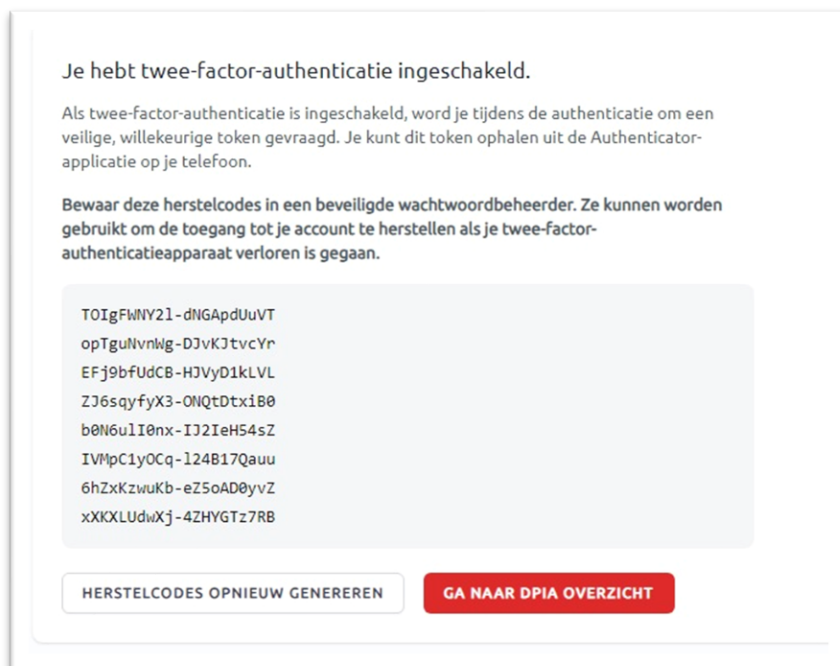 Je hebt twee-factor-authenticatie ingeschakeld.
Als twee-factor-authenticatie is ingeschakeld, word je tijdens de authenticatie om een
veilige, willekeurige token gevraagd. Je kunt dit token ophalen uit de Authenticator-
applicatie op je telefoon.
Bewaar deze herstelcodes in een beveiligde wachtwoordbeheerder. Ze kunnen worden
gebruikt om de toegang tot je account te herstellen als je twee-factor-
authenticatieapparaat verloren is gegaan.
TOIgFWNY2l-dNGApdUuVT
opTguNvnWg-DJvKJtvcYr
EFj9bfUdCB-HJVyD1kLVL
ZJ6sqyfyX3-ONQtDtxiB0
b0N6ulI0nx-IJ2IeH54sZ
IVMpC1yOCq-l24B17Qauu
6hZxKzwuKb-eZ5oAD0yvZ
xXKXLUdwXj-4ZHYGTz7RB
HERSTELCODES OPNIEUW GENEREREN
GA NAAR DPIA OVERZICHT